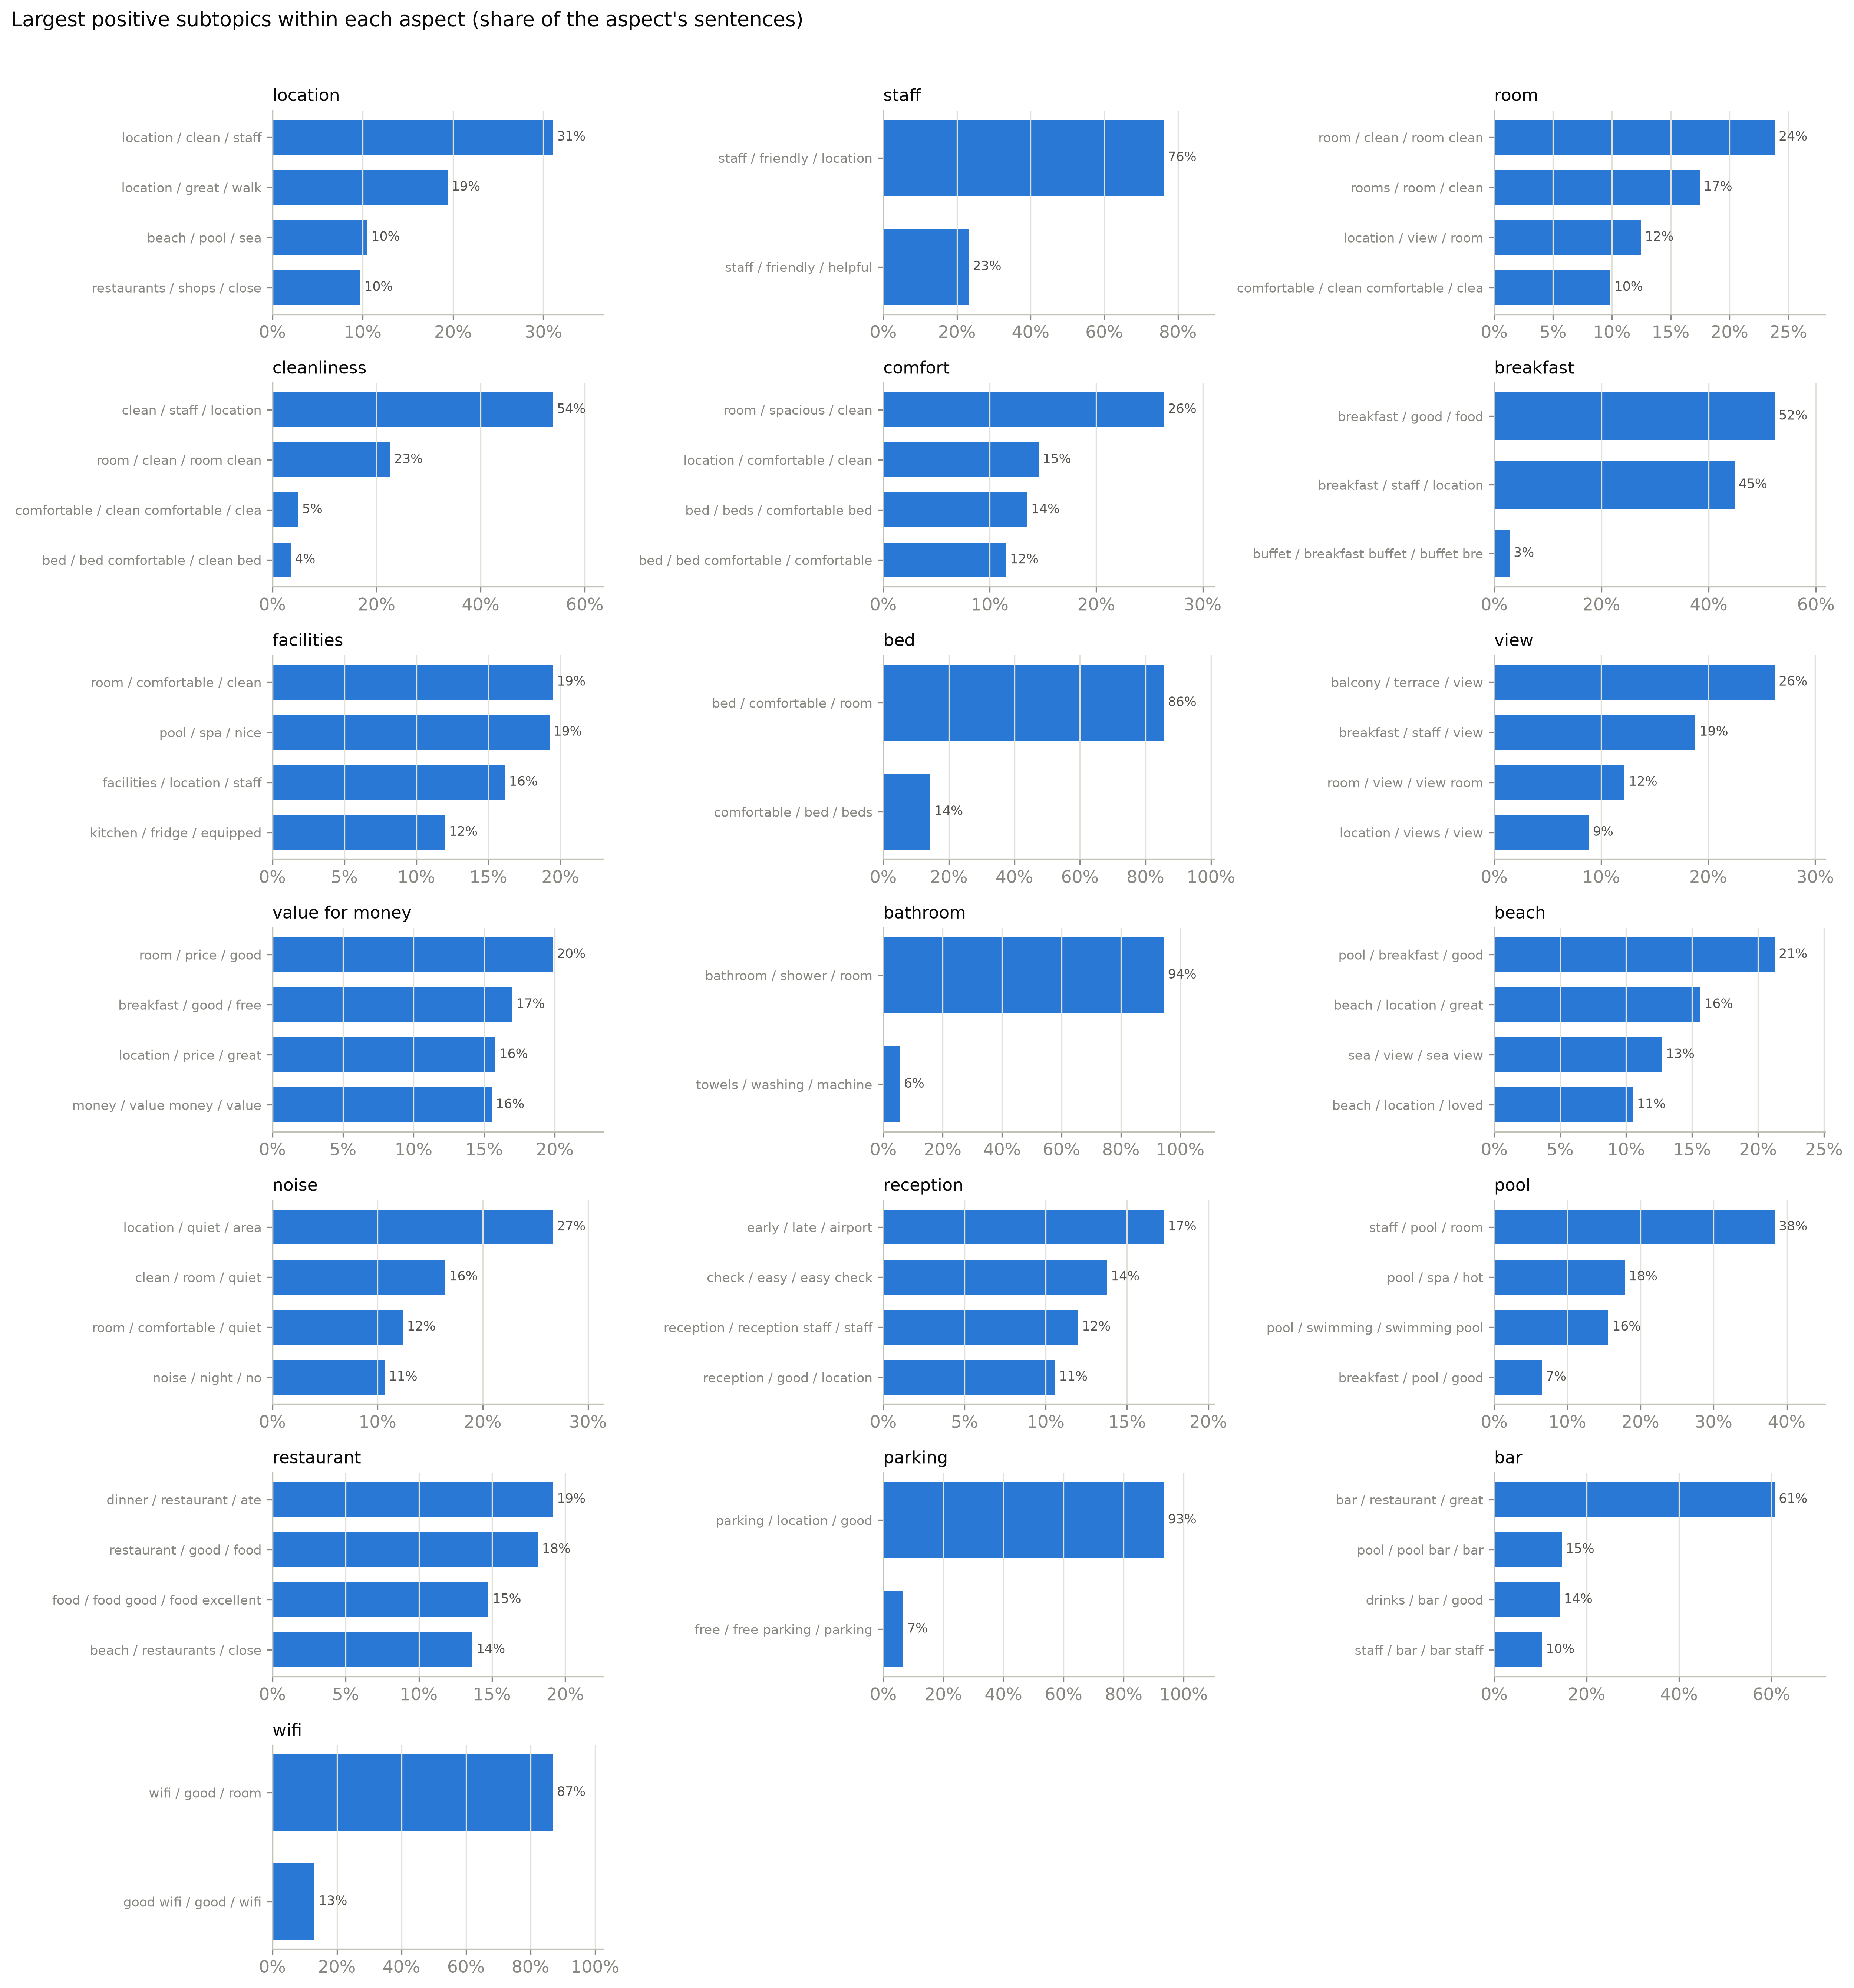 Largest positive subtopics within each aspect (share of the aspect's sentences)
location
location / clean / staff 31%
location / great / walk 19%
beach / pool / sea 10%
restaurants / shops / close 10%
0% 10% 20% 30%
staff
staff / friendly / location 76%
staff / friendly / helpful 23%
0% 20% 40% 60% 80%
room
room / clean / room clean 24%
rooms / room / clean 17%
location / view / room 12%
comfortable / clean comfortable / clea 10%
0% 5% 10% 15% 20% 25%
cleanliness
clean / staff / location 54%
room / clean / room clean 23%
comfortable / clean comfortable / clea 5%
bed / bed comfortable / clean bed 4%
0% 20% 40% 60%
comfort
room / spacious / clean 26%
location / comfortable / clean 15%
bed / beds / comfortable bed 14%
bed / bed comfortable / comfortable 12%
0% 10% 20% 30%
breakfast
breakfast / good / food 52%
breakfast / staff / location 45%
buffet / breakfast buffet / buffet bre 3%
0% 20% 40% 60%
facilities
room / comfortable / clean 19%
pool / spa / nice 19%
facilities / location / staff 16%
kitchen / fridge / equipped 12%
0% 5% 10% 15% 20%
bed
bed / comfortable / room 86%
comfortable / bed / beds 14%
0% 20% 40% 60% 80% 100%
view
balcony / terrace / view 26%
breakfast / staff / view 19%
room / view / view room 12%
location / views / view 9%
0% 10% 20% 30%
value for money
room / price / good 20%
breakfast / good / free 17%
location / price / great 16%
money / value money / value 16%
0% 5% 10% 15% 20%
bathroom
bathroom / shower / room 94%
towels / washing / machine 6%
0% 20% 40% 60% 80% 100%
beach
pool / breakfast / good 21%
beach / location / great 16%
sea / view / sea view 13%
beach / location / loved 11%
0% 5% 10% 15% 20% 25%
noise
location / quiet / area 27%
clean / room / quiet 16%
room / comfortable / quiet 12%
noise / night / no 11%
0% 10% 20% 30%
reception
early / late / airport 17%
check / easy / easy check 14%
reception / reception staff / staff 12%
reception / good / location 11%
0% 5% 10% 15% 20%
pool
staff / pool / room 38%
pool / spa / hot 18%
pool / swimming / swimming pool 16%
breakfast / pool / good 7%
0% 10% 20% 30% 40%
restaurant
dinner / restaurant / ate 19%
restaurant / good / food 18%
food / food good / food excellent 15%
beach / restaurants / close 14%
0% 5% 10% 15% 20%
parking
parking / location / good 93%
free / free parking / parking 7%
0% 20% 40% 60% 80% 100%
bar
bar / restaurant / great 61%
pool / pool bar / bar 15%
drinks / bar / good 14%
staff / bar / bar staff 10%
0% 20% 40% 60%
wifi
wifi / good / room 87%
good wifi / good / wifi 13%
0% 20% 40% 60% 80% 100%